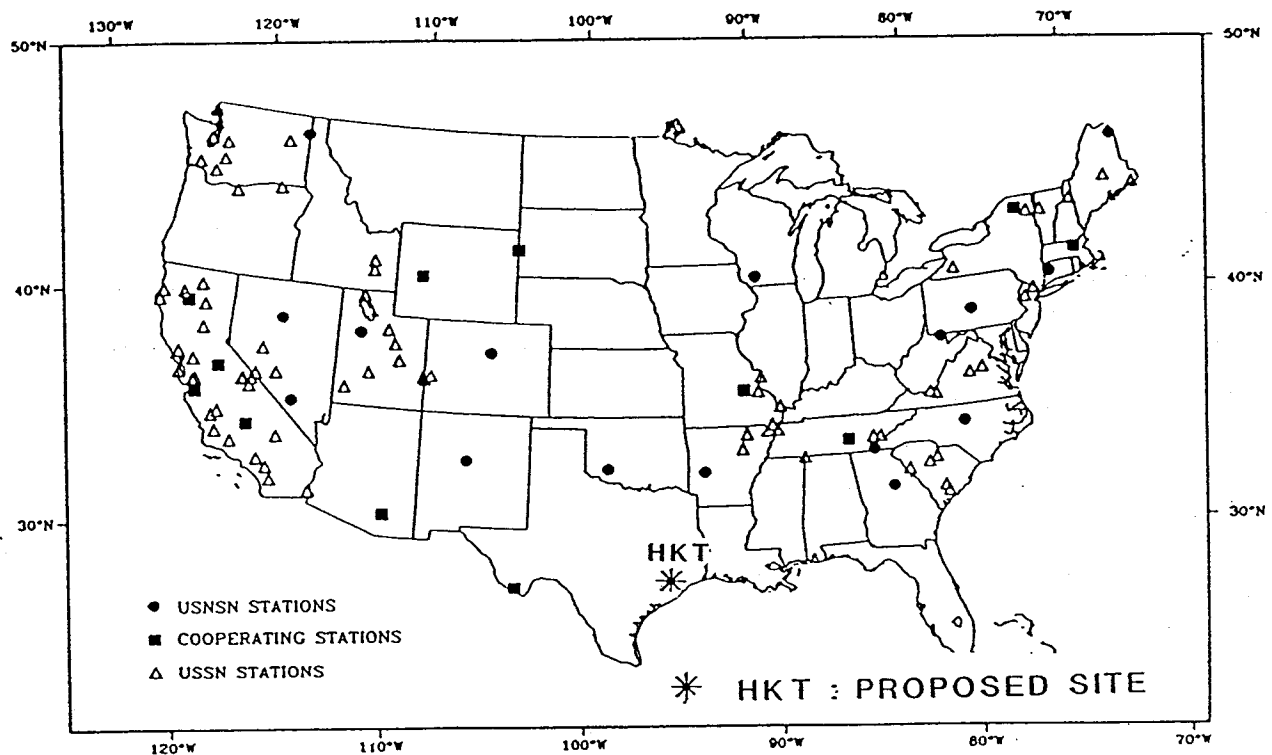 130°W 120°W 110°W 100°W 90°W 80°W 70°W
50°N 50°N
40°N 40°N
30°N 30°N
HKT
USNSN STATIONS
COOPERATING STATIONS
USSN STATIONS
HKT : PROPOSED SITE
120°W 110°W 100°W 90°W 80°W 70°W